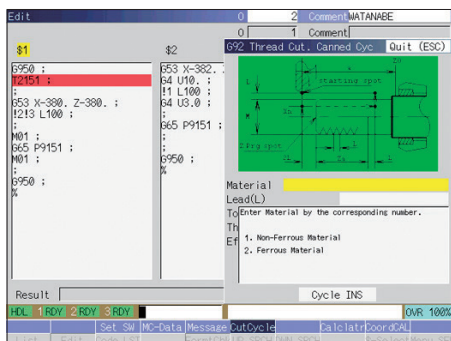 Edit
0 2 Comment WATANABE
0 1 Comment
G92 Thread Cut. Canned Cyc Quit (ESC)
$1
$2
G950 ;
T2151 ;
;
G53 X-380. Z-380. ;
!2!3 L100 ;
;
M01 ;
G65 P9151 ;
M01 ;
;
G950 ;
%
G53 X-382.
G4 U10. ;
!1 L100 ;
G4 U3.0 ;
;
G65 P9151 ;
;
;
G950 ;
%
starting spot
Material
Lead(L)
To
Th
Ef
Enter Material by the corresponding number.
1. Non-Ferrous Material
2. Ferrous Material
Result
Cycle INS
HDL 1 RDY 2 RDY 3 RDY
OVR 100%
Set SW MC-Data Message CutCycle Calclatr CoordCAL